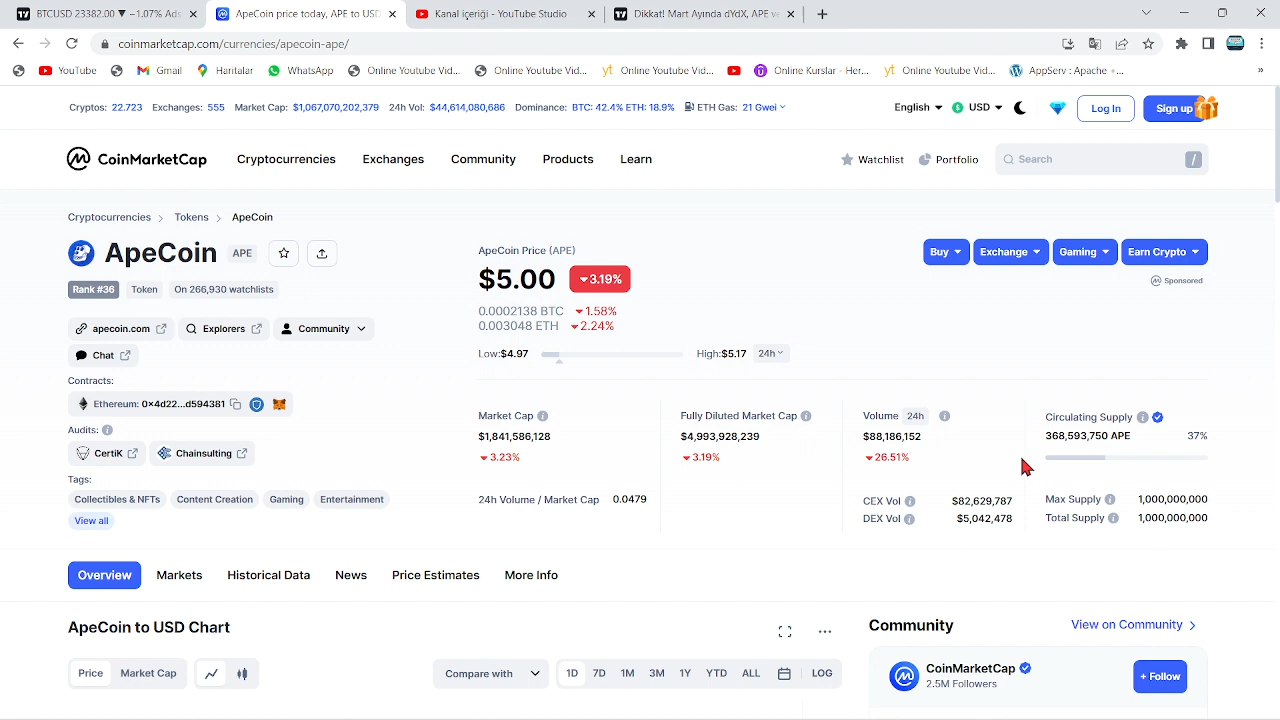 BTCUSD 23382.00 ▼ −1.07% Ads
ApeCoin price today, APE to USD
Kanal içeriği - YouTube Studio
Dikkat! Mart Ayında dYdX, APE ve
coinmarketcap.com/currencies/apecoin-ape/
YouTube Gmail Haritalar WhatsApp Online Youtube Vid... Online Youtube Vid... Online Youtube Vid... Online Kurslar - Her... Online Youtube Vid... AppServ : Apache +... »
Cryptos: 22.723 Exchanges: 555 Market Cap: $1,067,070,202,379 24h Vol: $44,614,080,686 Dominance: BTC: 42.4% ETH: 18.9% ETH Gas: 21 Gwei English USD Log In Sign up
CoinMarketCap Cryptocurrencies Exchanges Community Products Learn Watchlist Portfolio Search /
Cryptocurrencies > Tokens > ApeCoin
ApeCoin APE
Rank #36 Token On 266,930 watchlists
apecoin.com Explorers Community
Chat
Contracts:
Ethereum: 0x4d22...d594381
Audits:
CertiK Chainsulting
Tags:
Collectibles & NFTs Content Creation Gaming Entertainment
View all
ApeCoin Price (APE)
$5.00 3.19%
0.0002138 BTC 1.58%
0.003048 ETH 2.24%
Low:$4.97 High:$5.17 24h
Buy Exchange Gaming Earn Crypto
Sponsored
Market Cap
$1,841,586,128
3.23%
24h Volume / Market Cap 0.0479
Fully Diluted Market Cap
$4,993,928,239
3.19%
Volume 24h
$88,186,152
26.51%
CEX Vol $82,629,787
DEX Vol $5,042,478
Circulating Supply
368,593,750 APE 37%
Max Supply 1,000,000,000
Total Supply 1,000,000,000
Overview Markets Historical Data News Price Estimates More Info
ApeCoin to USD Chart
Price Market Cap Compare with 1D 7D 1M 3M 1Y YTD ALL LOG
Community View on Community >
CoinMarketCap
2.5M Followers
+ Follow